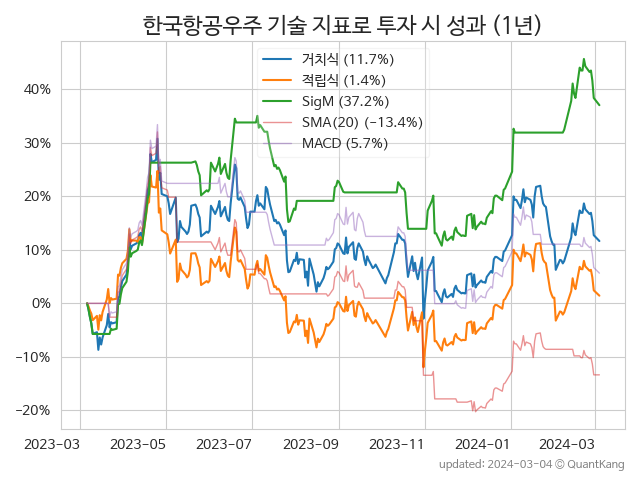 한국항공우주 기술 지표로 투자 시 성과 (1년)
거치식 (11.7%)
적립식 (1.4%)
SigM (37.2%)
SMA(20) (−13.4%)
MACD (5.7%)
40%
30%
20%
10%
0%
−10%
−20%
2023-03 2023-05 2023-07 2023-09 2023-11 2024-01 2024-03
updated: 2024-03-04 ⓒ QuantKang